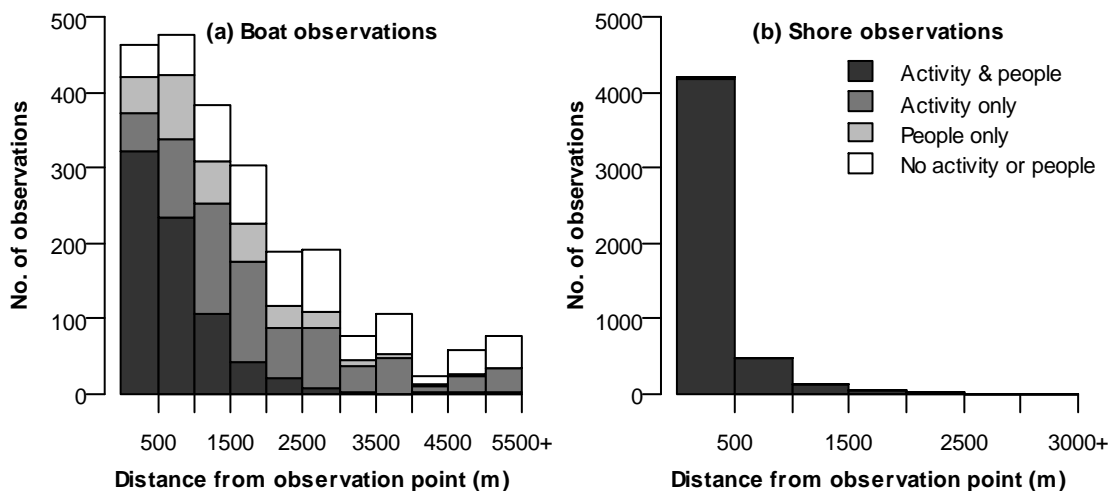 (a) Boat observations
No. of observations
500
400
300
200
100
0
500 1500 2500 3500 4500 5500+
Distance from observation point (m)
(b) Shore observations
Activity & people
Activity only
People only
No activity or people
No. of observations
5000
4000
3000
2000
1000
0
500 1500 2500 3000+
Distance from observation point (m)